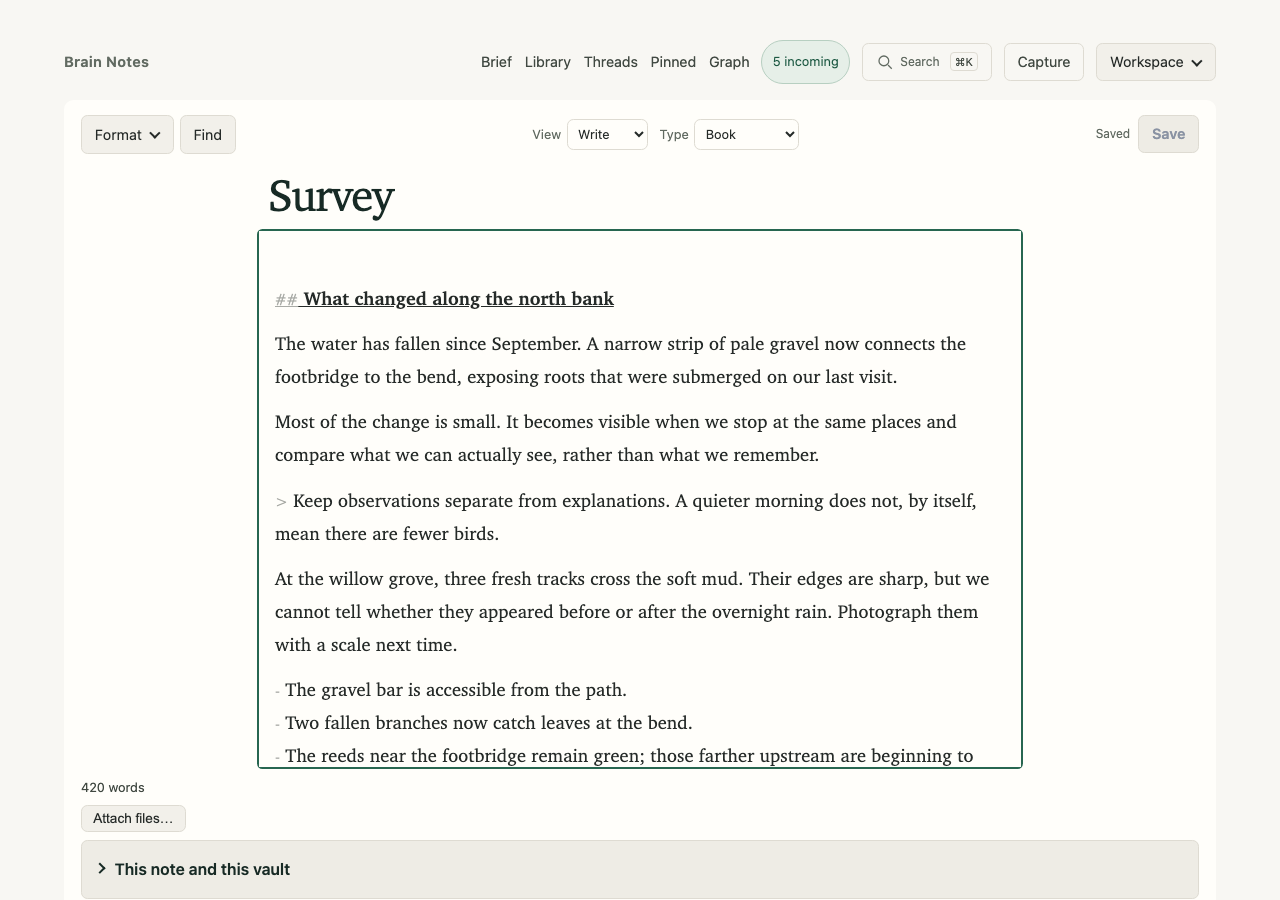 Brain Notes
Brief Library Threads Pinned Graph 5 incoming Search ⌘K Capture Workspace
Format Find View Write Type Book Saved Save
Survey
## What changed along the north bank
The water has fallen since September. A narrow strip of pale gravel now connects the
footbridge to the bend, exposing roots that were submerged on our last visit.
Most of the change is small. It becomes visible when we stop at the same places and
compare what we can actually see, rather than what we remember.
> Keep observations separate from explanations. A quieter morning does not, by itself,
mean there are fewer birds.
At the willow grove, three fresh tracks cross the soft mud. Their edges are sharp, but we
cannot tell whether they appeared before or after the overnight rain. Photograph them
with a scale next time.
- The gravel bar is accessible from the path.
- Two fallen branches now catch leaves at the bend.
- The reeds near the footbridge remain green; those farther upstream are beginning to
420 words
Attach files...
This note and this vault